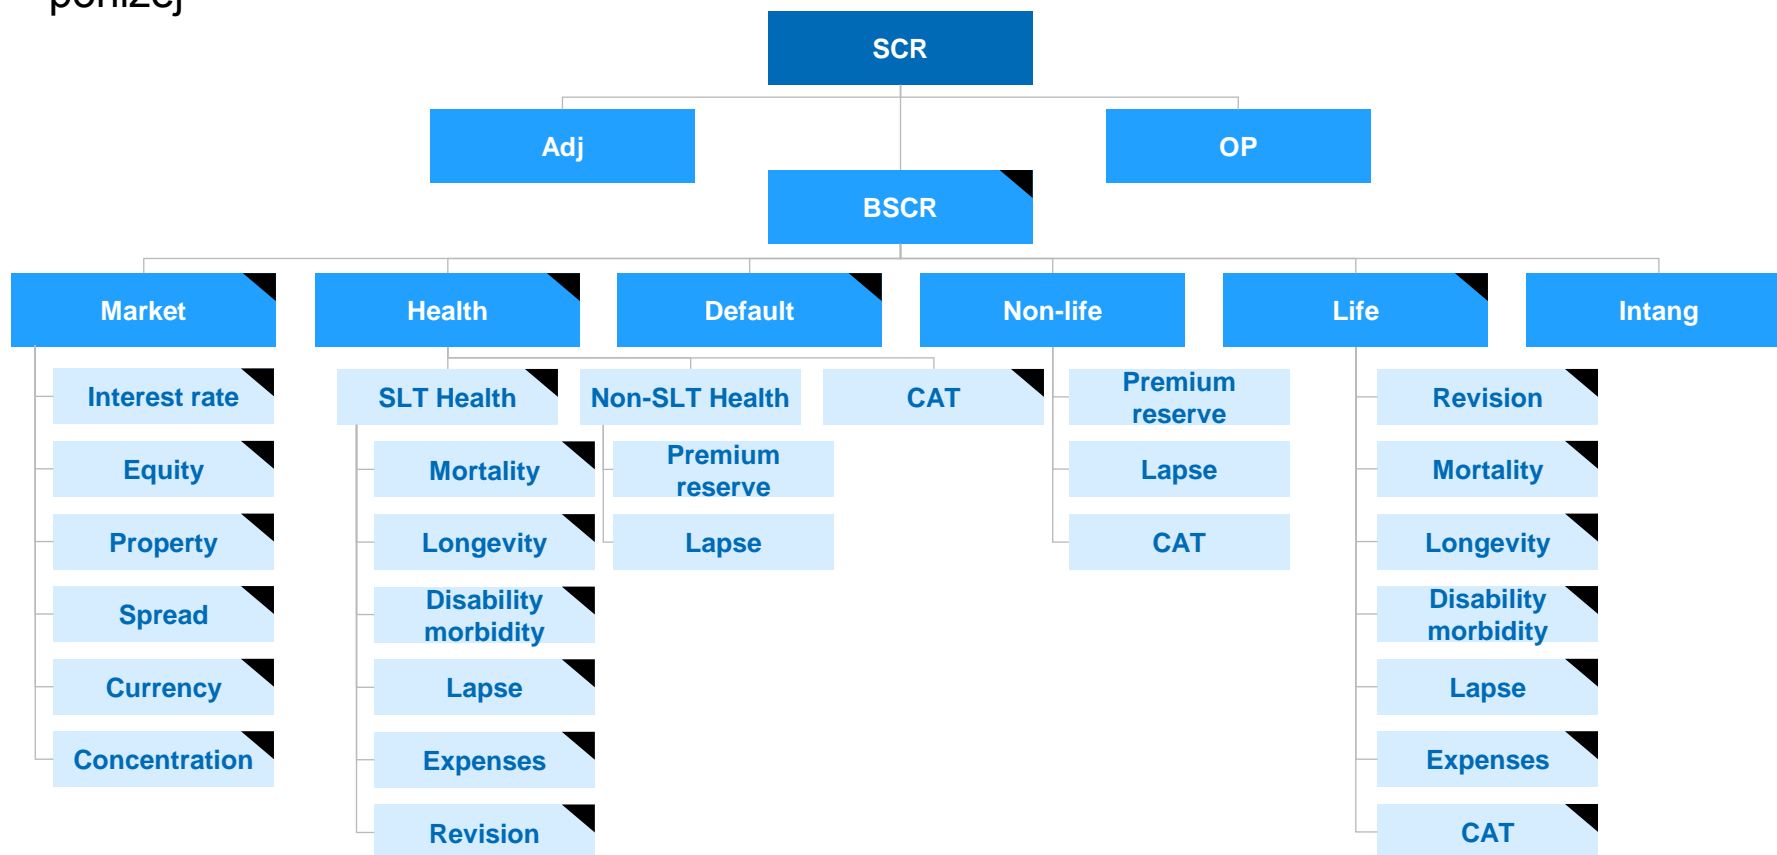 poniżej
SCR
Adj
OP
BSCR
Market
Health
Default
Non-life
Life
Intang
Interest rate
Equity
Property
Spread
Currency
Concentration
SLT Health
Mortality
Longevity
Disability
morbidity
Lapse
Expenses
Revision
Non-SLT Health
Premium
reserve
Lapse
CAT
Premium
reserve
Lapse
CAT
Revision
Mortality
Longevity
Disability
morbidity
Lapse
Expenses
CAT